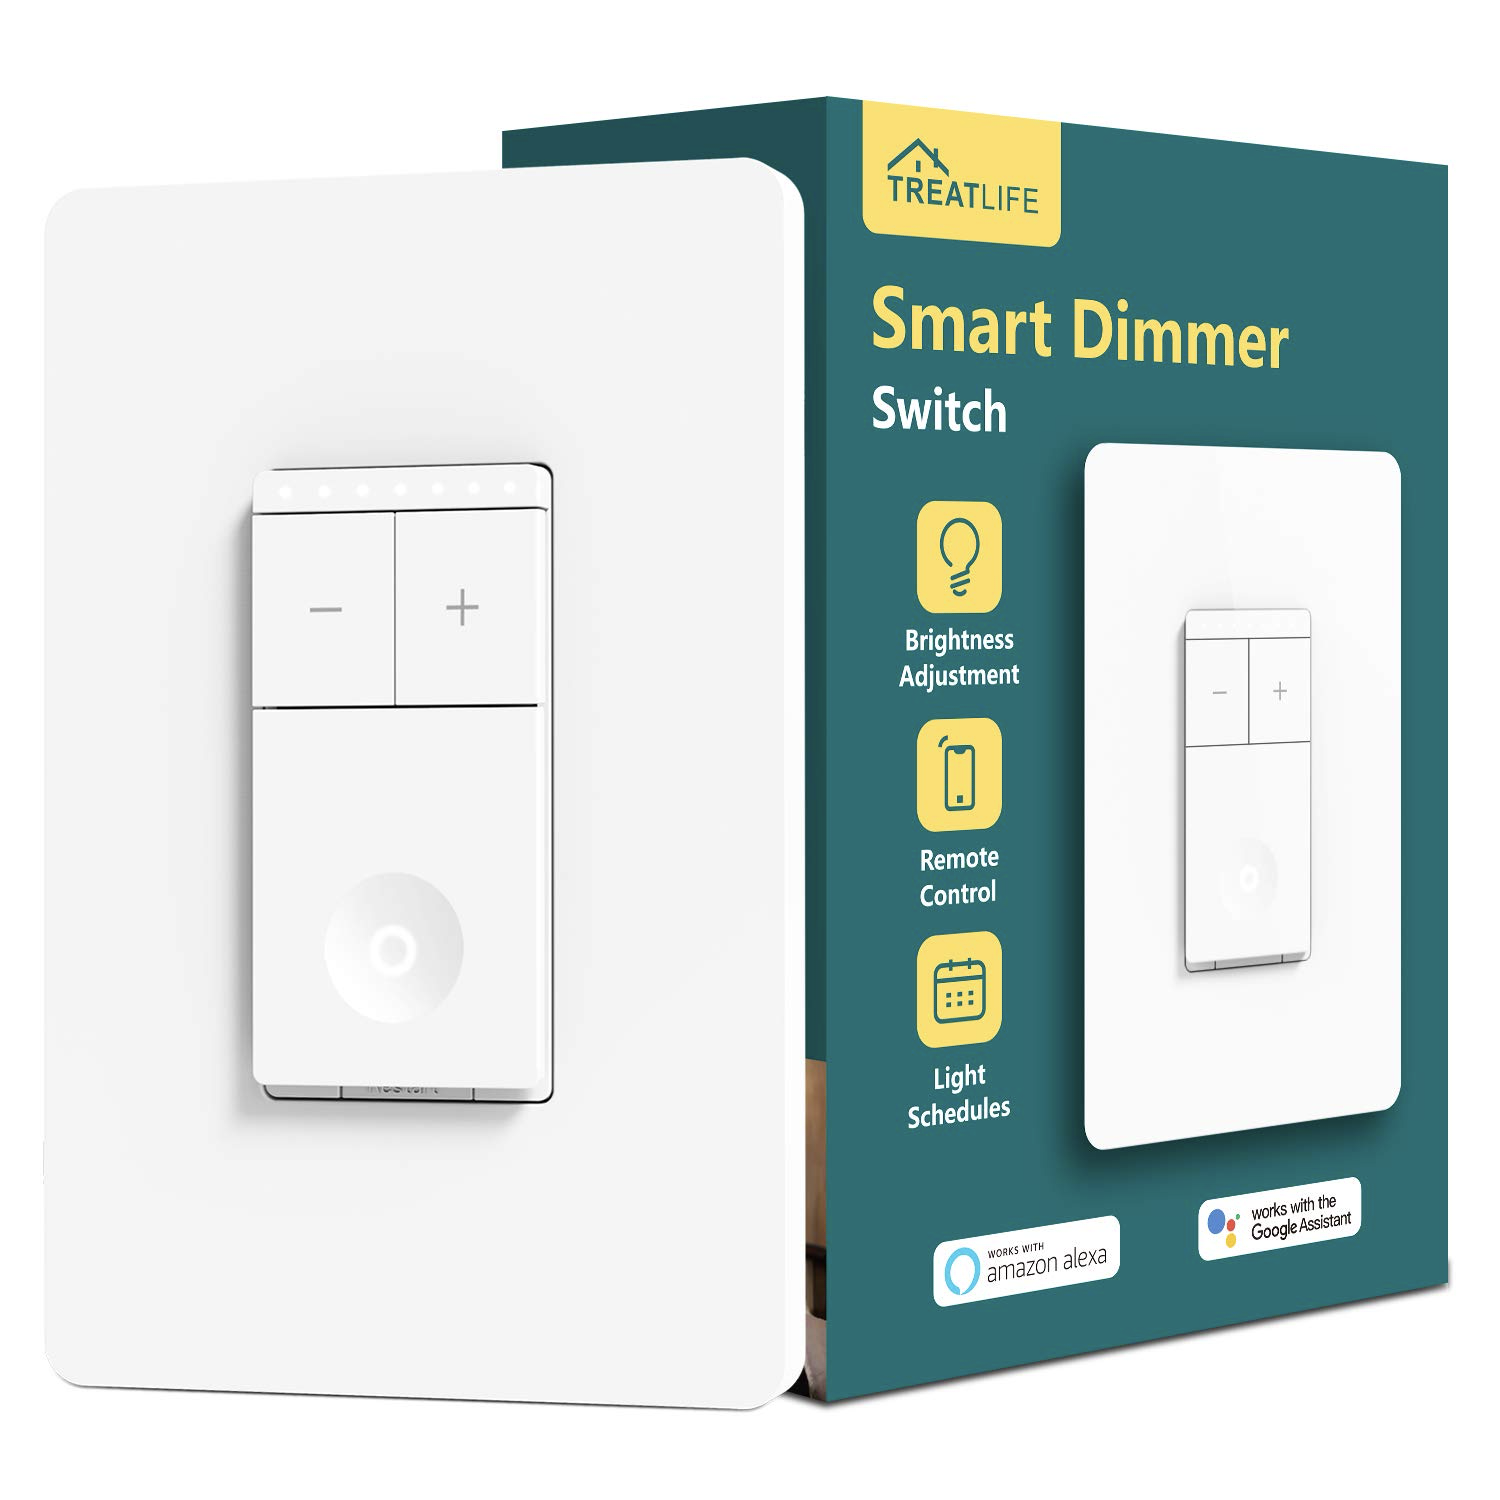 TREATLIFE
Smart Dimmer
Switch
Brightness
Adjustment
Remote
Control
Light
Schedules
WORKS WITH
amazon alexa
works with the
Google Assistant